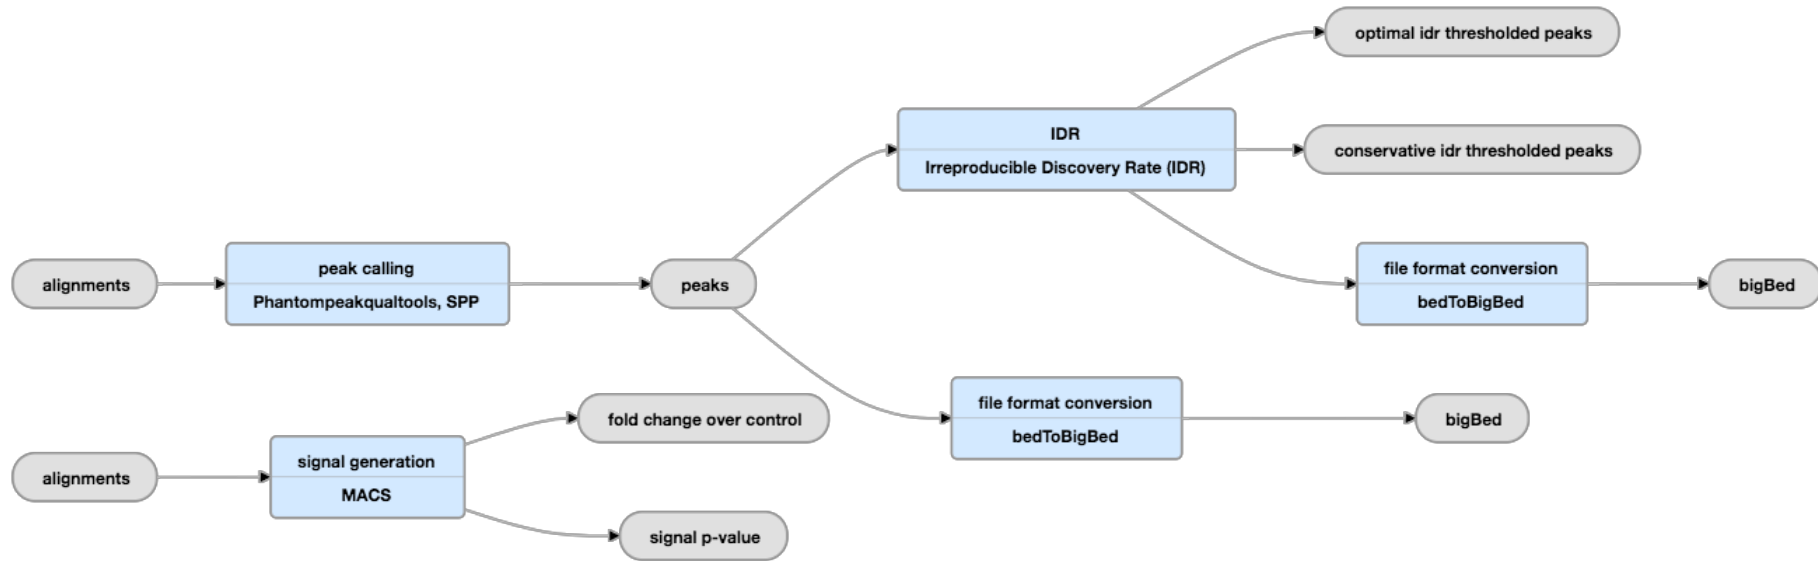 optimal idr thresholded peaks
IDR
Irreproducible Discovery Rate (IDR)
conservative idr thresholded peaks
alignments
peak calling
Phantompeakqualtools, SPP
peaks
file format conversion
bedToBigBed
bigBed
fold change over control
file format conversion
bedToBigBed
bigBed
alignments
signal generation
MACS
signal p-value